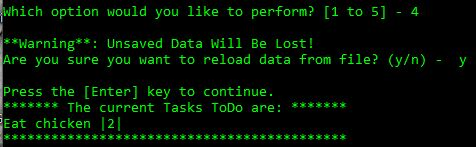 Which option would you like to perform? [1 to 5] - 4
**Warning**: Unsaved Data Will Be Lost!
Are you sure you want to reload data from file? (y/n) -  y
Press the [Enter] key to continue.
******* The current Tasks ToDo are: *******
Eat chicken |2|
*******************************************